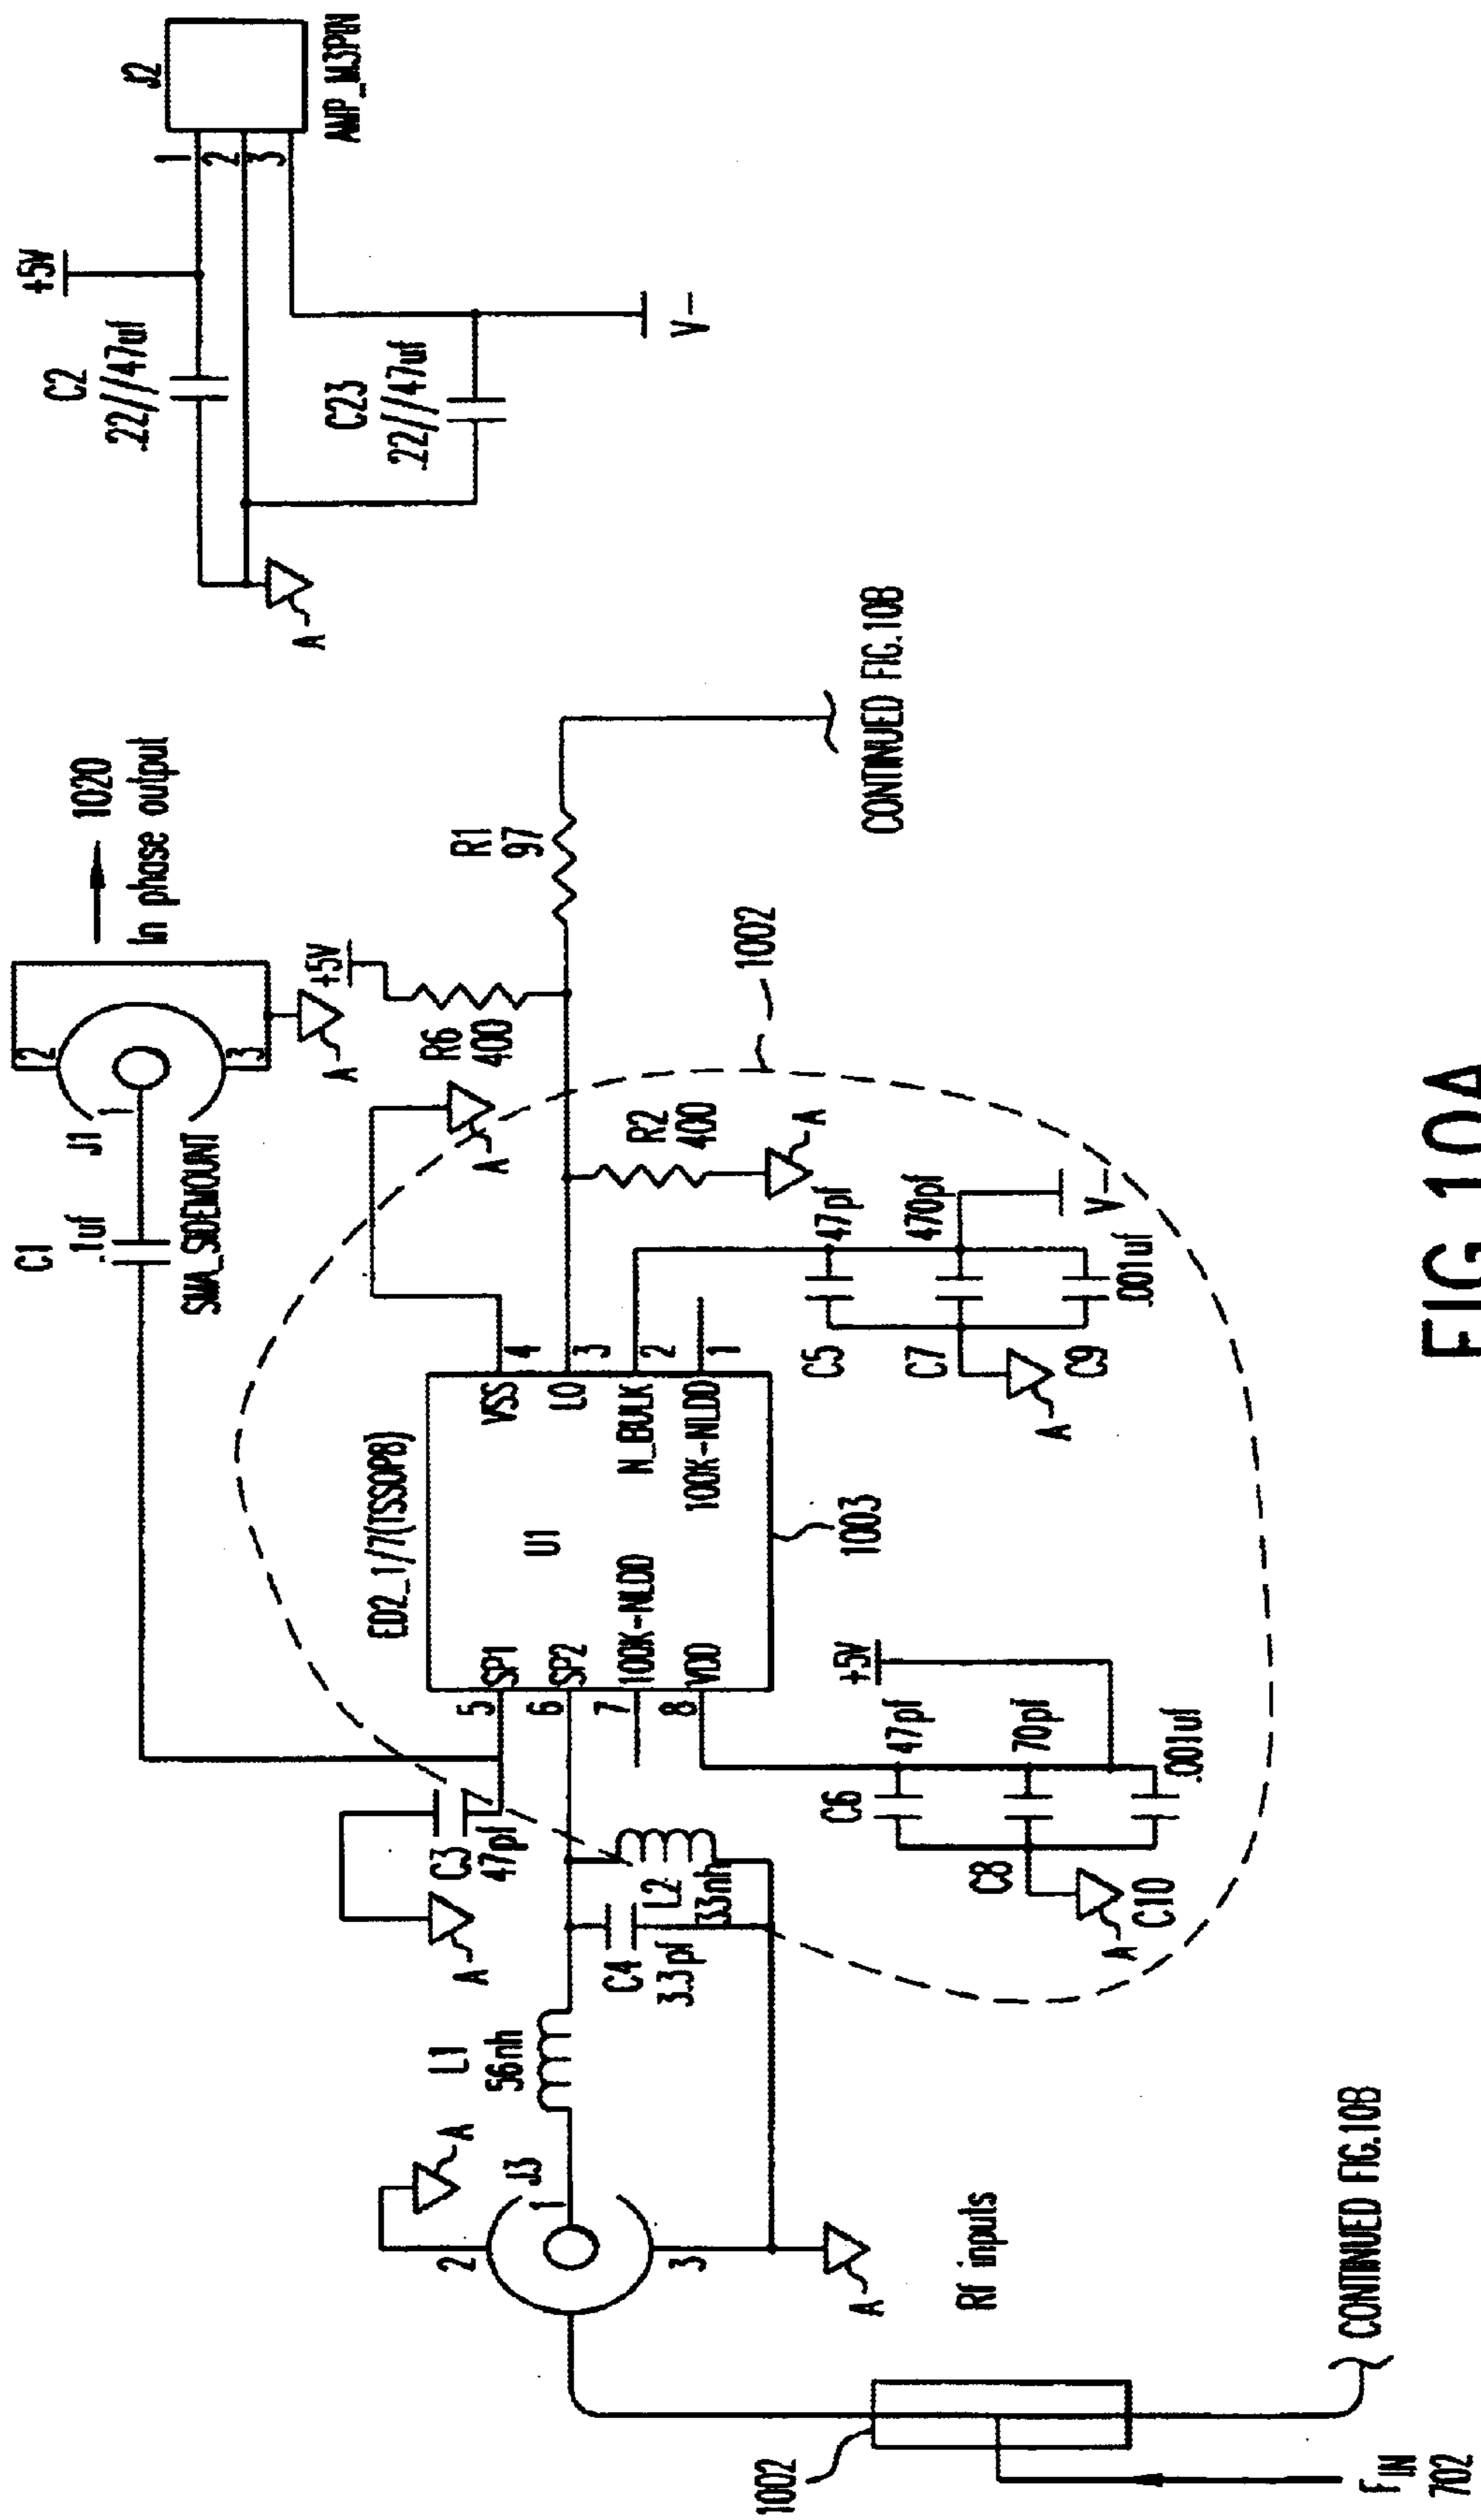 C1
.1uf
J1
1
2
3
SMA_SIDEMOUNT
1020
In phase output
A
C2
.22//47uf
+5V
J2
1
2
3
AMP_M3PIN
C23
.22//47uf
V-
A
ED2_1/7(TSSOP8)
U1
5
SP1
6
SP2
7
100K-NLDD
8
VDD
VSS
4
LO
3
N_BULK
2
100K-NLDD
1
1003
A
R6
400
+5V
R1
97
R2
400
A
1002
CONTINUED FIG.10B
C3
47pf
A
J3
1
2
3
A
L1
56nh
C4
3.3pf
L2
33nh
A
Rf inputs
C6
47pf
+5V
C8
70pf
C10
.001uf
A
C5
47pf
C7
470pf
C9
.001uf
V-
A
1002
F IN
702
CONTINUED FIG.10B
FIG.10A